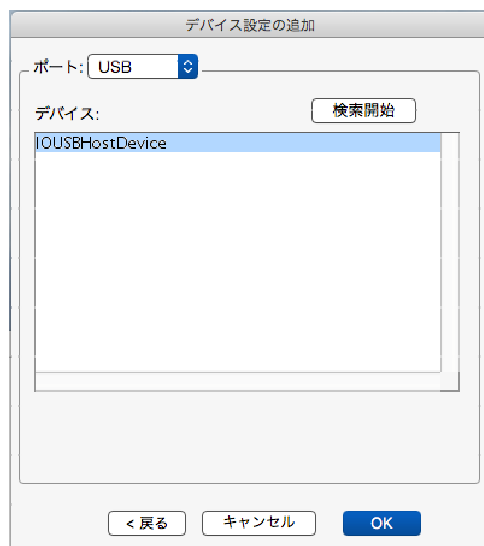 デバイス設定の追加
ポート: USB
デバイス: 検索開始
IOUSBHostDevice
< 戻る キャンセル OK